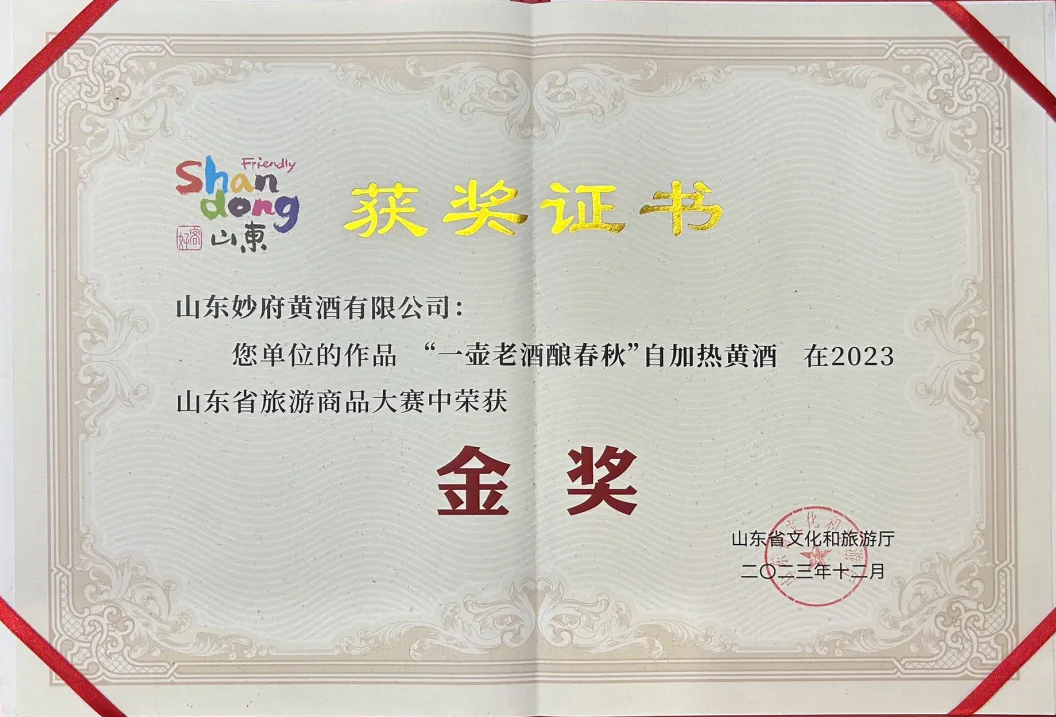 Friendly
Shan
dong
好客
山東
获奖证书
山东妙府黄酒有限公司：
您单位的作品 “一壶老酒酿春秋”自加热黄酒 在2023
山东省旅游商品大赛中荣获
金奖
山东省文化和旅游厅
二〇二三年十二月